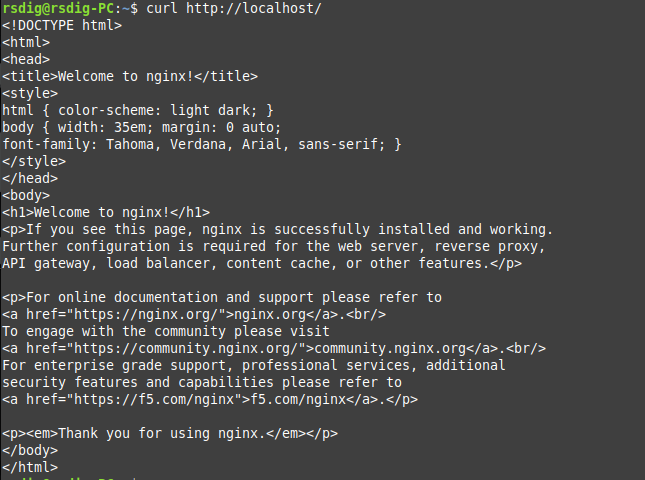 rsdig@rsdig-PC:~$ curl http://localhost/
<!DOCTYPE html>
<html>
<head>
<title>Welcome to nginx!</title>
<style>
html { color-scheme: light dark; }
body { width: 35em; margin: 0 auto;
font-family: Tahoma, Verdana, Arial, sans-serif; }
</style>
</head>
<body>
<h1>Welcome to nginx!</h1>
<p>If you see this page, nginx is successfully installed and working.
Further configuration is required for the web server, reverse proxy,
API gateway, load balancer, content cache, or other features.</p>

<p>For online documentation and support please refer to
<a href="https://nginx.org/">nginx.org</a>.<br/>
To engage with the community please visit
<a href="https://community.nginx.org/">community.nginx.org</a>.<br/>
For enterprise grade support, professional services, additional
security features and capabilities please refer to
<a href="https://f5.com/nginx">f5.com/nginx</a>.</p>

<p><em>Thank you for using nginx.</em></p>
</body>
</html>